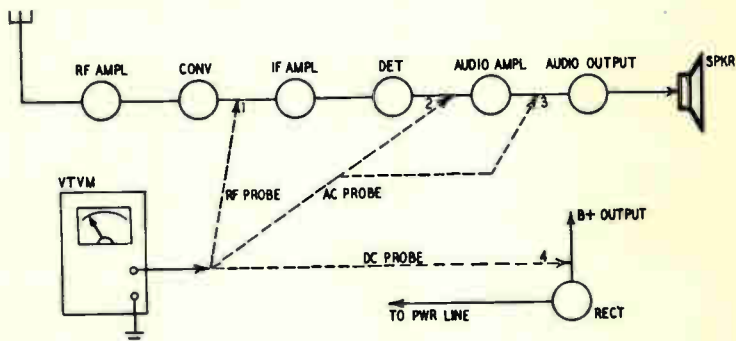 RF AMPL
CONV
IF AMPL
DET
AUDIO AMPL
AUDIO OUTPUT
SPKR
1
2
3
VTVM
RF PROBE
AC PROBE
B+ OUTPUT
DC PROBE
4
TO PWR LINE
RECT